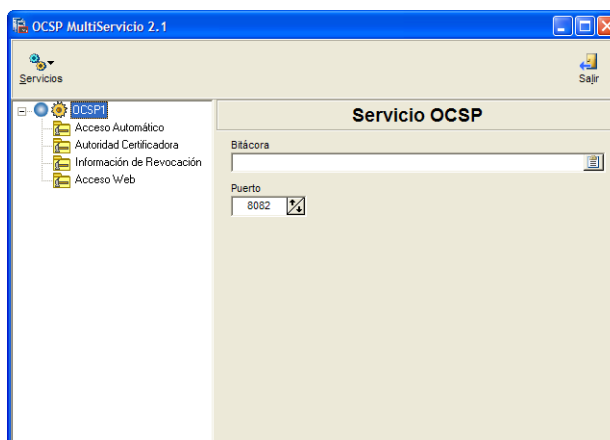 OCSP MultiServicio 2.1
Servicios
Salir
OCSP1
Acceso Automático
Autoridad Certificadora
Información de Revocación
Acceso Web
Servicio OCSP
Bitácora
Puerto
8082